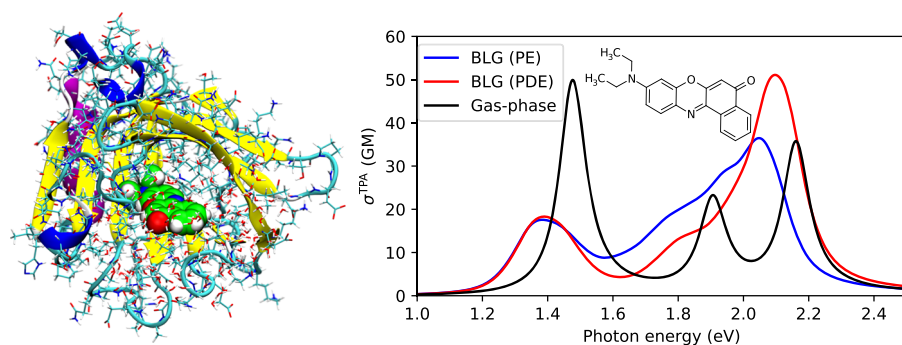 60
50
40
30
20
10
0
σTPA (GM)
BLG (PE)
BLG (PDE)
Gas-phase
H₃C
H₃C
N
O
O
N
1.0 1.2 1.4 1.6 1.8 2.0 2.2 2.4
Photon energy (eV)